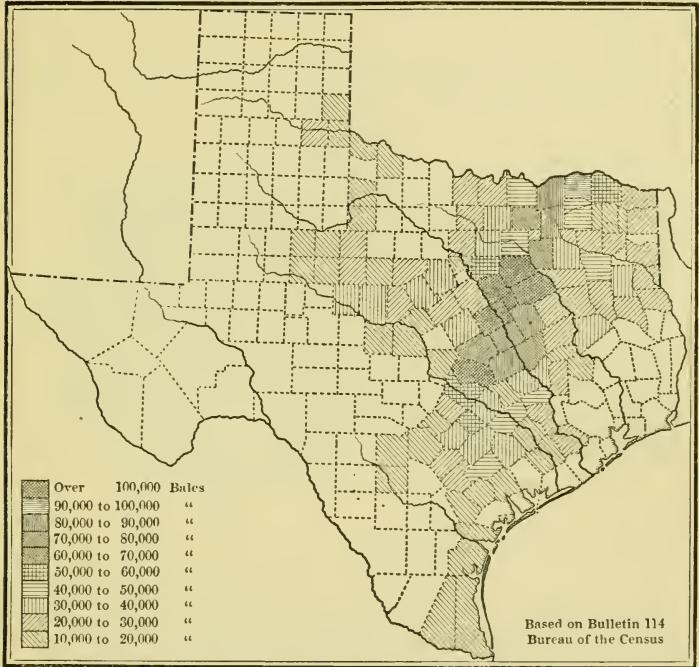 Over 100,000 Bales
90,000 to 100,000 "
80,000 to 90,000 "
70,000 to 80,000 "
60,000 to 70,000 "
50,000 to 60,000 "
40,000 to 50,000 "
30,000 to 40,000 "
20,000 to 30,000 "
10,000 to 20,000 "
Based on Bulletin 114
Bureau of the Census